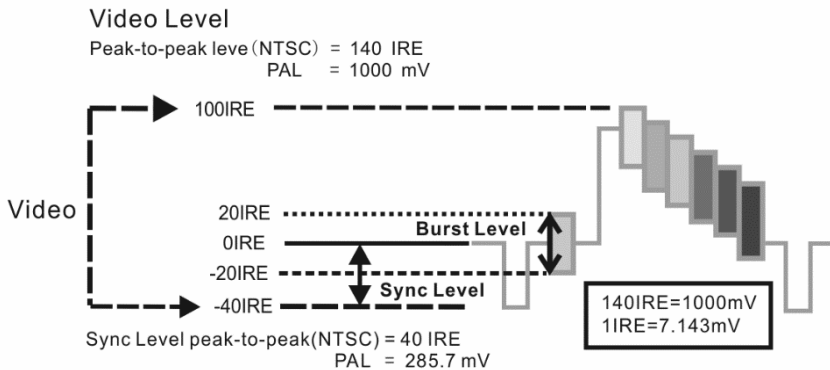 Video Level
Peak-to-peak leve(NTSC) = 140 IRE
PAL = 1000 mV
100IRE
Video
20IRE
Burst Level
0IRE
-20IRE
Sync Level
-40IRE
140IRE=1000mV
1IRE=7.143mV
Sync Level peak-to-peak(NTSC) = 40 IRE
PAL = 285.7 mV